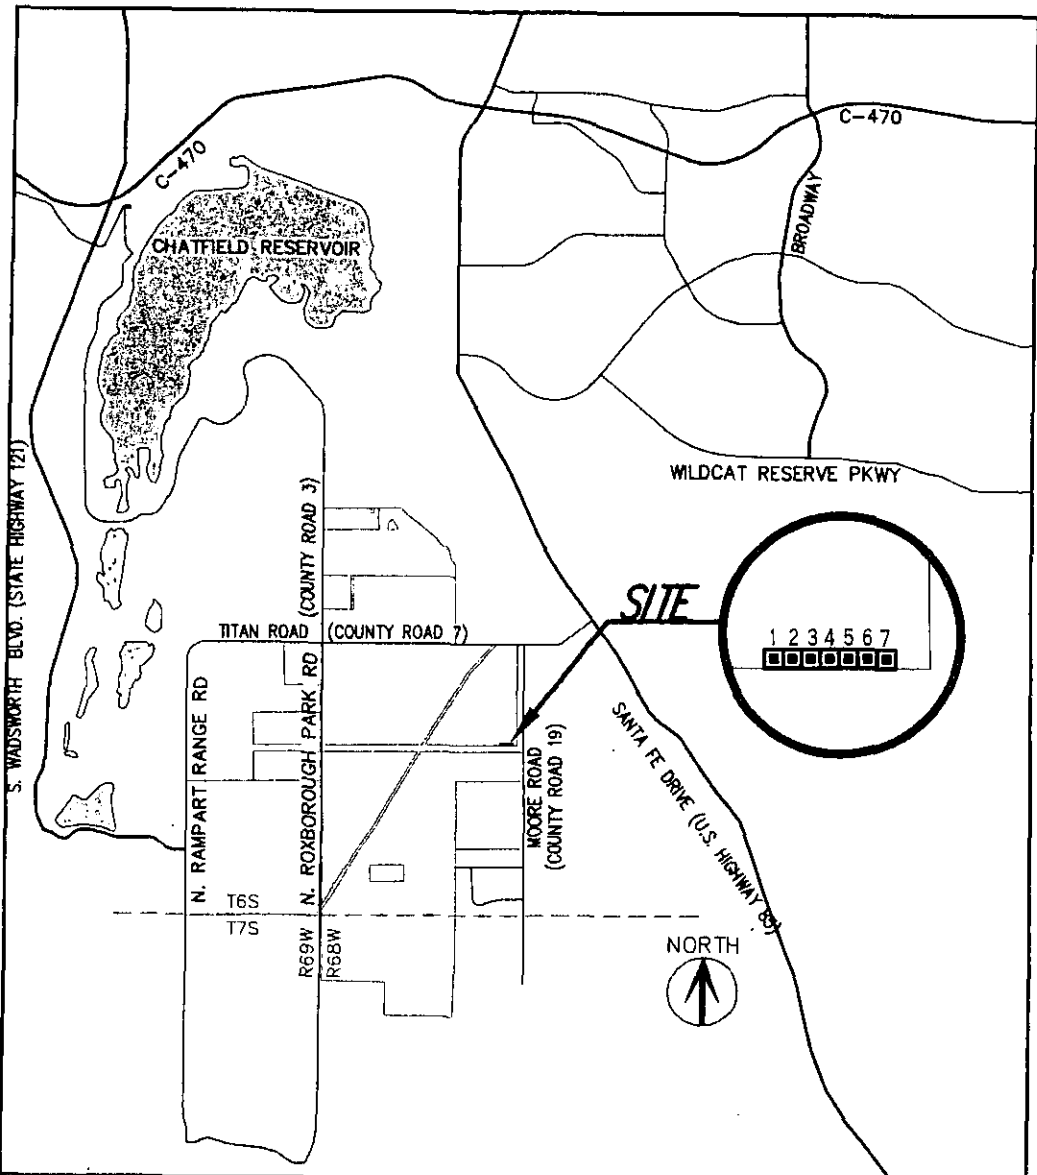 C-470
C-470
BROADWAY
CHATFIELD RESERVOIR
S. WADSWORTH BLVD. (STATE HIGHWAY 121)
WILDCAT RESERVE PKWY
(COUNTY ROAD 3)
SITE
1 2 3 4 5 6 7
TITAN ROAD (COUNTY ROAD 7)
N. RAMPART RANGE RD
N. ROXBOROUGH PARK RD
MOORE ROAD
(COUNTY ROAD 19)
SANTA FE DRIVE (U.S. HIGHWAY 85)
T6S
T7S
R69W
R68W
NORTH